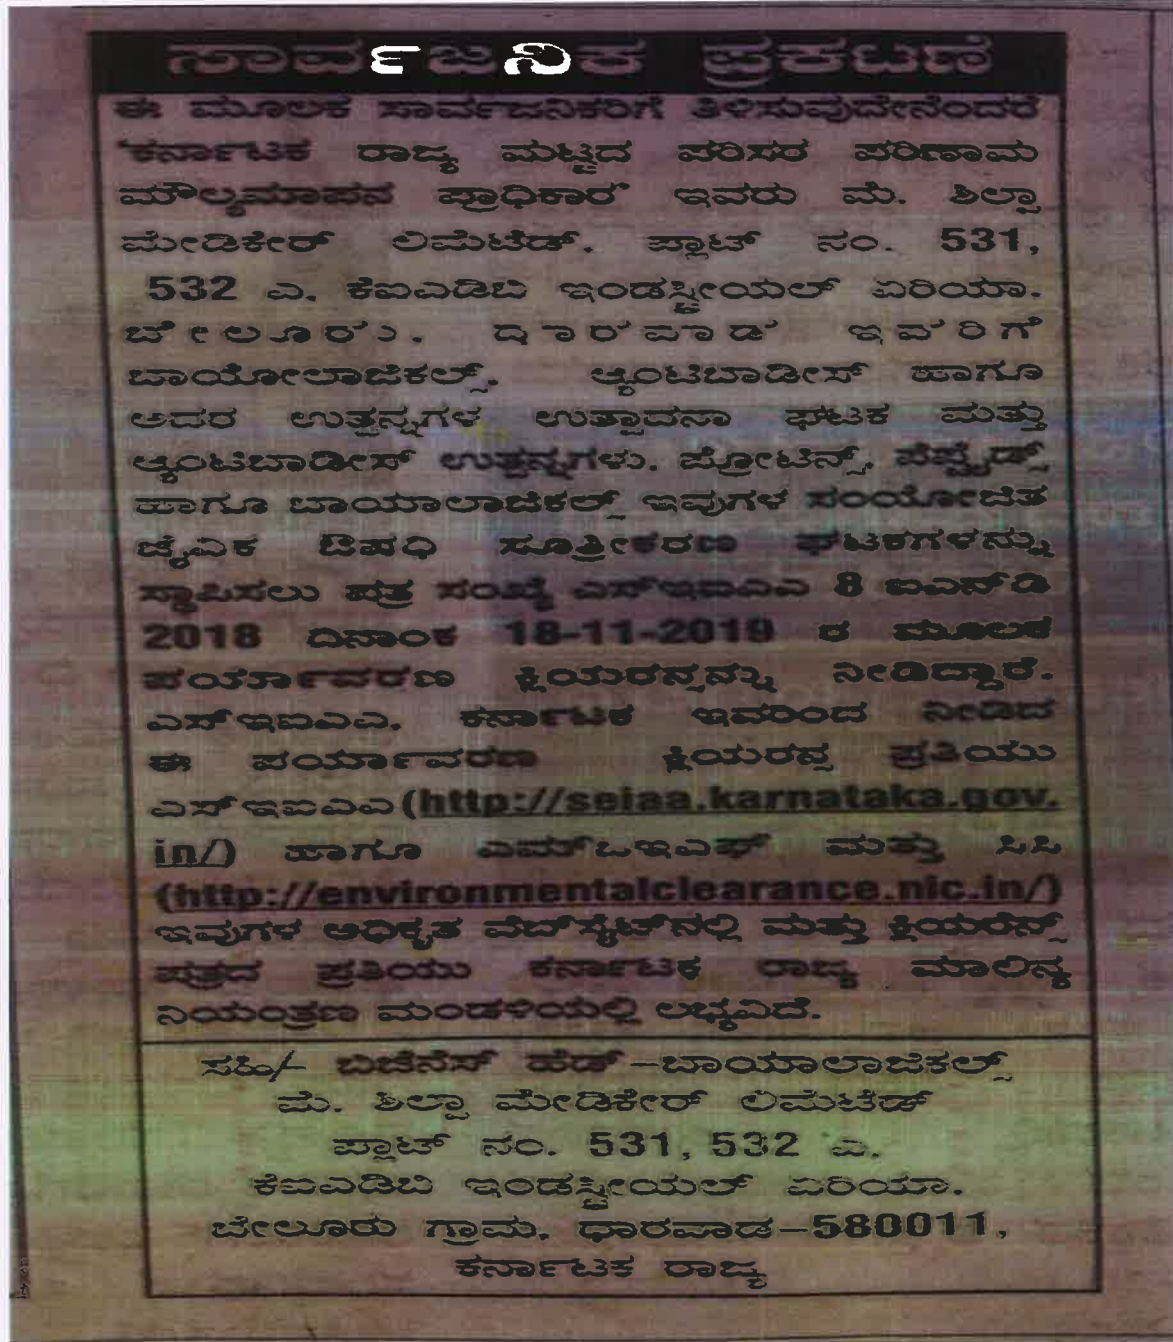 ಸಾರ್ವಜನಿಕ ಪ್ರಕಟಣೆ
ಈ ಮೂಲಕ ಸಾರ್ವಜನಿಕರಿಗೆ ತಿಳಿಸುವುದೇನೆಂದರೆ
'ಕರ್ನಾಟಕ ರಾಜ್ಯ ಮಟ್ಟದ ಪರಿಸರ ಪರಿಣಾಮ
ಮೌಲ್ಯಮಾಪನ ಪ್ರಾಧಿಕಾರ' ಇವರು ಮೆ. ಶಿಲ್ಪಾ
ಮೇಡಿಕೇರ್ ಲಿಮಿಟೆಡ್, ಪ್ಲಾಟ್ ನಂ. 531,
532 ಎ, ಕೆಐಎಡಿಬಿ ಇಂಡಸ್ಟ್ರೀಯಲ್ ಏರಿಯಾ,
ಬೇಲೂರು, ಧಾರವಾಡ ಇವರಿಗೆ
ಬಾಯೋಲಾಜಿಕಲ್ಸ್, ಆ್ಯಂಟಿಬಾಡೀಸ್ ಹಾಗೂ
ಅದರ ಉತ್ಪನ್ನಗಳ ಉತ್ಪಾದನಾ ಘಟಕ ಮತ್ತು
ಆ್ಯಂಟಿಬಾಡೀಸ್ ಉತ್ಪನ್ನಗಳು, ಪ್ರೋಟಿನ್ಸ್, ಪೆಪ್ಟೈಡ್ಸ್
ಹಾಗೂ ಬಾಯಾಲಾಜಿಕಲ್ಸ್ ಇವುಗಳ ಸಂಯೋಜಿತ
ಜೈವಿಕ ಔಷಧಿ ಸೂತ್ರೀಕರಣ ಘಟಕಗಳನ್ನು
ಸ್ಥಾಪಿಸಲು ಪತ್ರ ಸಂಖ್ಯೆ ಎಸ್ಇಐಎಎ 8 ಐಎನ್‌ಡಿ
2018 ದಿನಾಂಕ 18-11-2019 ರ ಮೂಲಕ
ಪರ್ಯಾವರಣ ಕ್ಲಿಯರನ್ಸನ್ನು ನೀಡಿದ್ದಾರೆ.
ಎಸ್‌ಇಐಎಎ, ಕರ್ನಾಟಕ ಇವರಿಂದ ನೀಡಿದ
ಈ ಪರ್ಯಾವರಣ ಕ್ಲಿಯರನ್ಸ ಪ್ರತಿಯು
ಎಸ್‌ಇಐಎಎ(http://seiaa.karnataka.gov.
in/) ಹಾಗೂ ಎಮ್‌ಒಇಎಫ್ ಮತ್ತು ಸಿಸಿ
(http://environmentalclearance.nic.in/)
ಇವುಗಳ ಅಧಿಕೃತ ವೆಬ್‌ಸೈಟ್‌ನಲ್ಲಿ ಮತ್ತು ಕ್ಲಿಯರೆನ್ಸ್
ಪತ್ರದ ಪ್ರತಿಯು ಕರ್ನಾಟಕ ರಾಜ್ಯ ಮಾಲಿನ್ಯ
ನಿಯಂತ್ರಣ ಮಂಡಳಿಯಲ್ಲಿ ಲಭ್ಯವಿದೆ.
ಸಹಿ/- ಬಿಜಿನೆಸ್ ಹೆಡ್-ಬಾಯಾಲಾಜಿಕಲ್ಸ್
ಮೆ. ಶಿಲ್ಪಾ ಮೇಡಿಕೇರ್ ಲಿಮಿಟೆಡ್
ಪ್ಲಾಟ್ ನಂ. 531, 532 ಎ,
ಕೆಐಎಡಿಬಿ ಇಂಡಸ್ಟ್ರೀಯಲ್ ಏರಿಯಾ,
ಬೇಲೂರು ಗ್ರಾಮ, ಧಾರವಾಡ-580011,
ಕರ್ನಾಟಕ ರಾಜ್ಯ